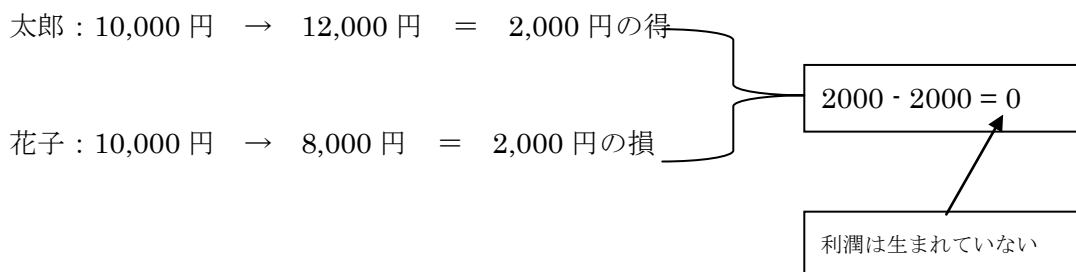 太郎：10,000 円　→　12,000 円　＝　2,000 円の得
2000 - 2000 = 0
花子：10,000 円　→　8,000 円　＝　2,000 円の損
利潤は生まれていない